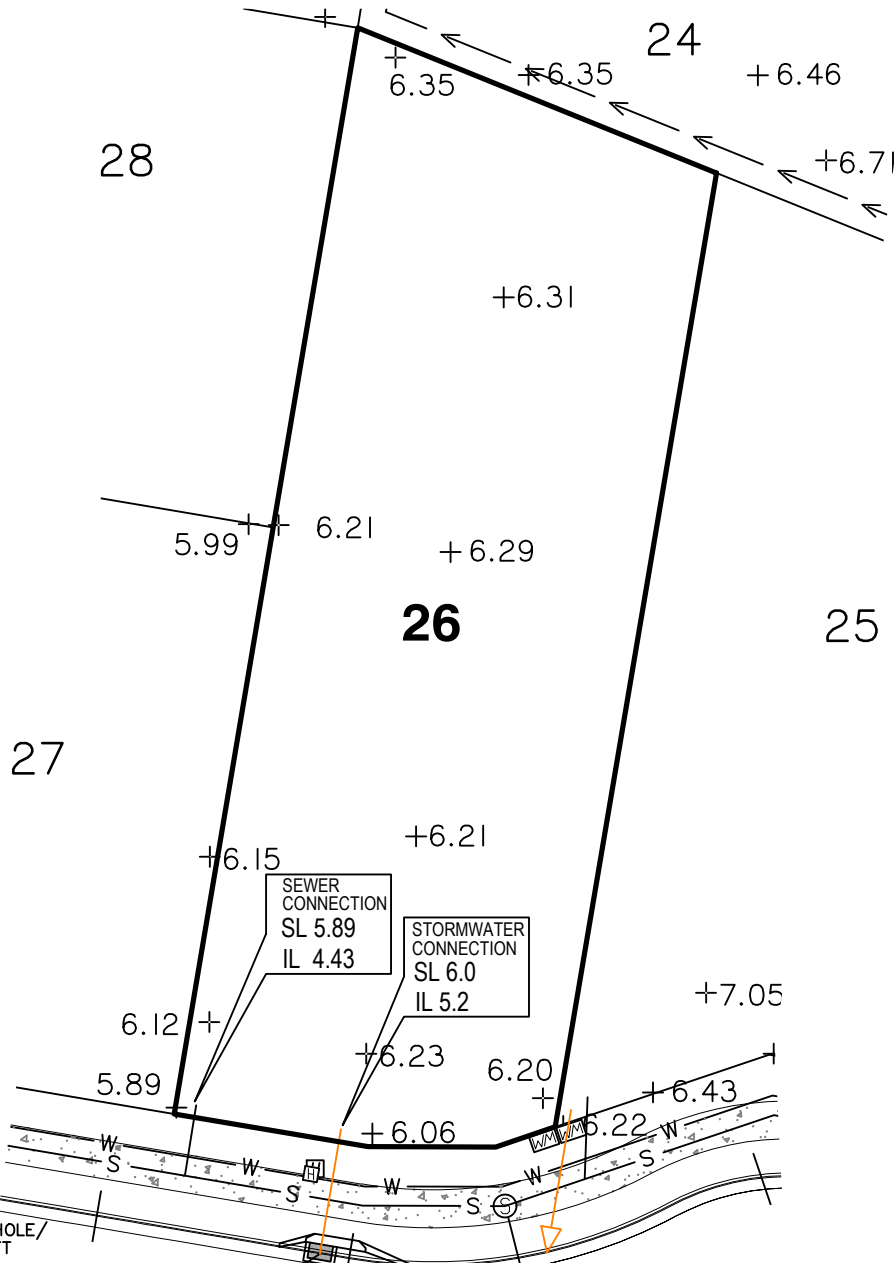 24
6.35
6.35
6.46
28
6.71
6.31
5.99
6.21
6.29
26
25
27
6.21
6.15
SEWER
CONNECTION
SL 5.89
IL 4.43
STORMWATER
CONNECTION
SL 6.0
IL 5.2
7.05
6.12
6.23
6.20
5.89
6.43
6.06
6.22
W
W
W
W
W
S
S
S
S
S
H
WM
WM
HOLE/